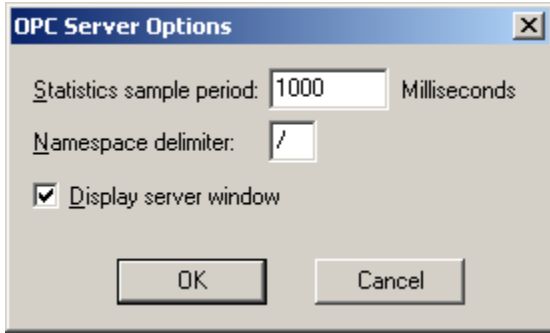 OPC Server Options
Statistics sample period: 1000 Milliseconds
Namespace delimiter: /
Display server window
OK Cancel